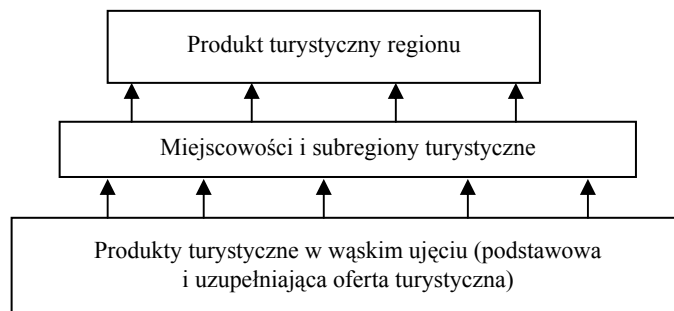 Produkt turystyczny regionu
Miejscowości i subregiony turystyczne
Produkty turystyczne w wąskim ujęciu (podstawowa
i uzupełniająca oferta turystyczna)